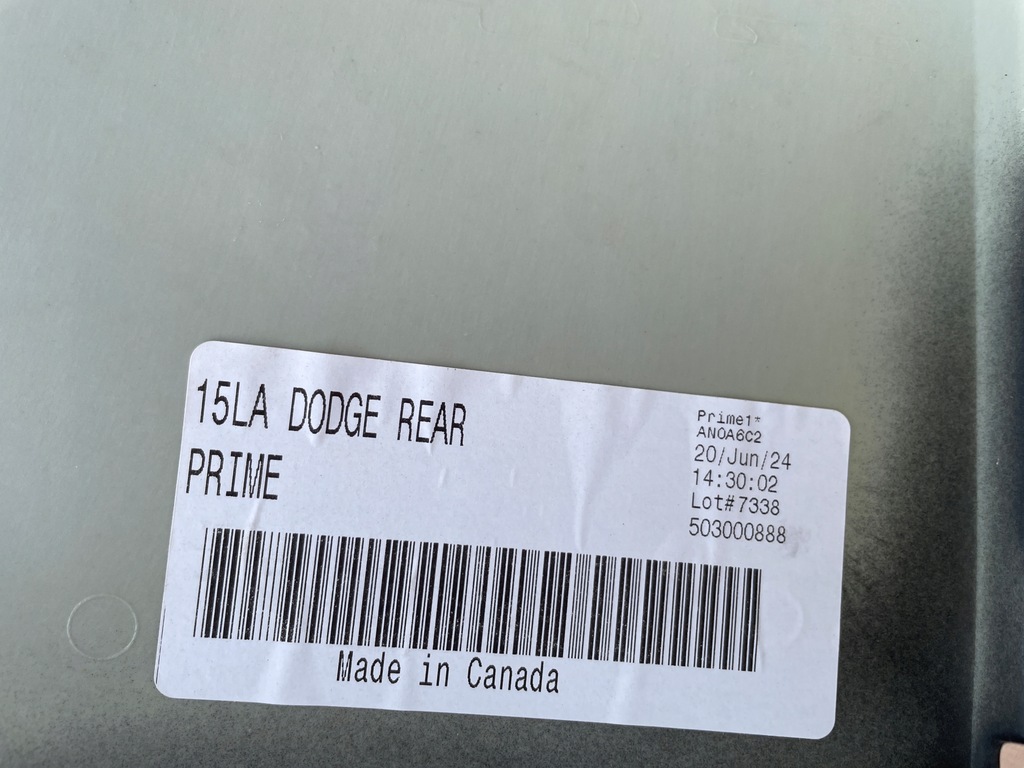 15LA DODGE REAR
PRIME
Prime1*
ANOA6C2
20/Jun/24
14:30:02
Lot#7338
503000888
Made in Canada